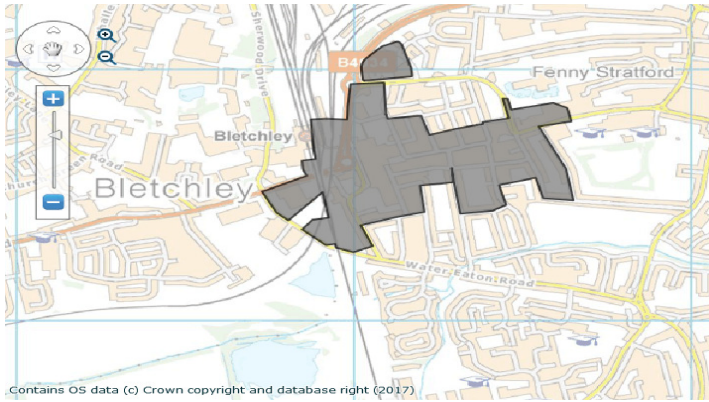 Sherwood Drive
B4034
Fenny Stratford
Bletchley
Bletchley
Road
Water Eaton Road
Contains OS data (c) Crown copyright and database right (2017)